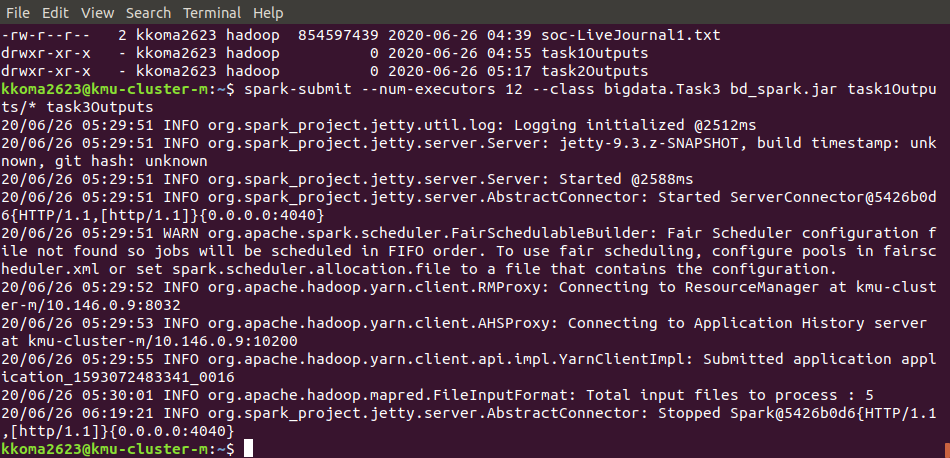 File Edit View Search Terminal Help
-rw-r--r--   2 kkoma2623 hadoop  854597439 2020-06-26 04:39 soc-LiveJournal1.txt
drwxr-xr-x   - kkoma2623 hadoop          0 2020-06-26 04:55 task1Outputs
drwxr-xr-x   - kkoma2623 hadoop          0 2020-06-26 05:17 task2Outputs
kkoma2623@kmu-cluster-m:~$ spark-submit --num-executors 12 --class bigdata.Task3 bd_spark.jar task1Outpu
ts/* task3Outputs
20/06/26 05:29:51 INFO org.spark_project.jetty.util.log: Logging initialized @2512ms
20/06/26 05:29:51 INFO org.spark_project.jetty.server.Server: jetty-9.3.z-SNAPSHOT, build timestamp: unk
nown, git hash: unknown
20/06/26 05:29:51 INFO org.spark_project.jetty.server.Server: Started @2588ms
20/06/26 05:29:51 INFO org.spark_project.jetty.server.AbstractConnector: Started ServerConnector@5426b0d
6{HTTP/1.1,[http/1.1]}{0.0.0.0:4040}
20/06/26 05:29:51 WARN org.apache.spark.scheduler.FairSchedulableBuilder: Fair Scheduler configuration f
ile not found so jobs will be scheduled in FIFO order. To use fair scheduling, configure pools in fairsc
heduler.xml or set spark.scheduler.allocation.file to a file that contains the configuration.
20/06/26 05:29:52 INFO org.apache.hadoop.yarn.client.RMProxy: Connecting to ResourceManager at kmu-clust
er-m/10.146.0.9:8032
20/06/26 05:29:53 INFO org.apache.hadoop.yarn.client.AHSProxy: Connecting to Application History server
at kmu-cluster-m/10.146.0.9:10200
20/06/26 05:29:55 INFO org.apache.hadoop.yarn.client.api.impl.YarnClientImpl: Submitted application appl
ication_1593072483341_0016
20/06/26 05:30:01 INFO org.apache.hadoop.mapred.FileInputFormat: Total input files to process : 5
20/06/26 06:19:21 INFO org.spark_project.jetty.server.AbstractConnector: Stopped Spark@5426b0d6{HTTP/1.1
,[http/1.1]}{0.0.0.0:4040}
kkoma2623@kmu-cluster-m:~$